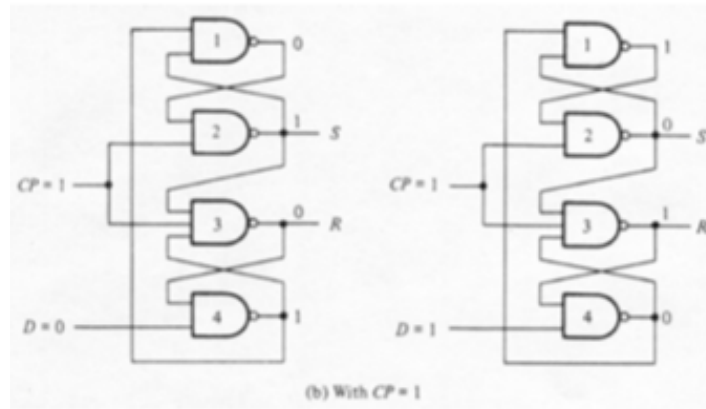 1 0
1
2 S
CP = 1
0
3 R
D = 0 4 1
1 1
0
2 S
CP = 1
1
3 R
D = 1 4 0
(b) With CP = 1